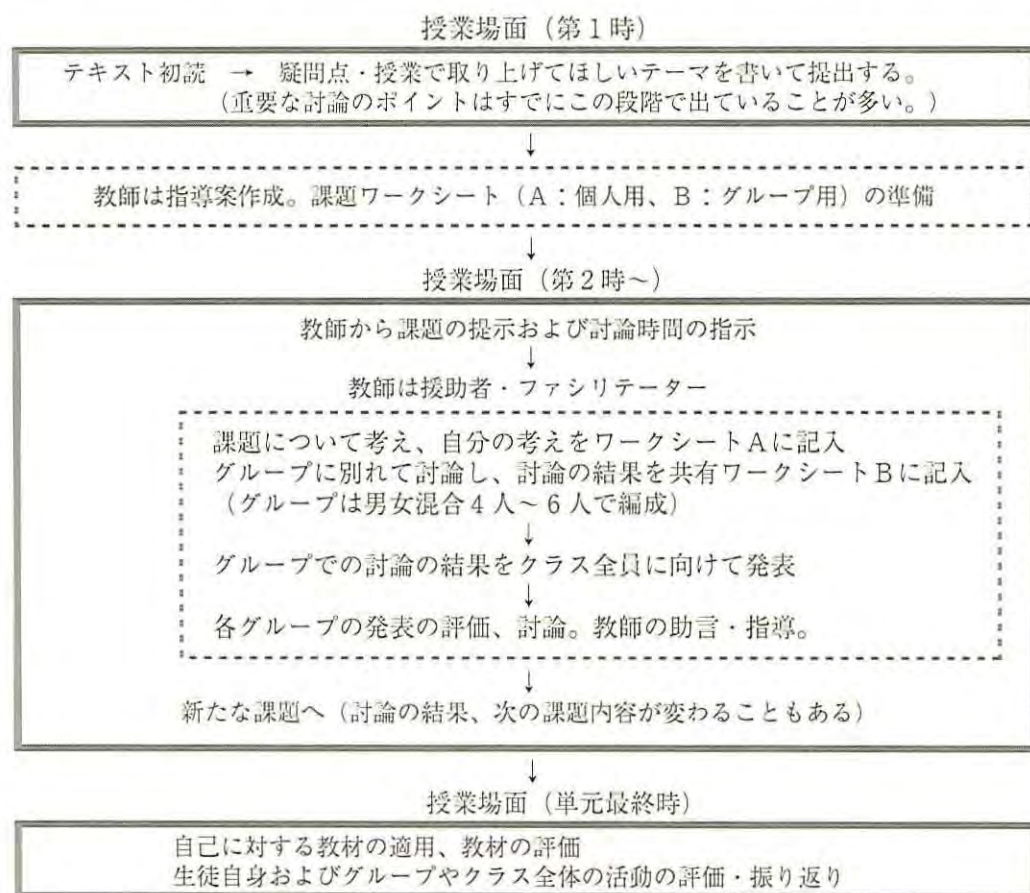 授業場面（第1時）
テキスト初読　→　疑問点・授業で取り上げてほしいテーマを書いて提出する。
（重要な討論のポイントはすでにこの段階で出ていることが多い。）
↓
教師は指導案作成。課題ワークシート（A：個人用、B：グループ用）の準備
↓
授業場面（第2時～）
教師から課題の提示および討論時間の指示
↓
教師は援助者・ファシリテーター
課題について考え、自分の考えをワークシートAに記入
グループに別れて討論し、討論の結果を共有ワークシートBに記入
（グループは男女混合4人～6人で編成）
↓
グループでの討論の結果をクラス全員に向けて発表
↓
各グループの発表の評価、討論。教師の助言・指導。
↓
新たな課題へ（討論の結果、次の課題内容が変わることもある）
↓
授業場面（単元最終時）
自己に対する教材の適用、教材の評価
生徒自身およびグループやクラス全体の活動の評価・振り返り